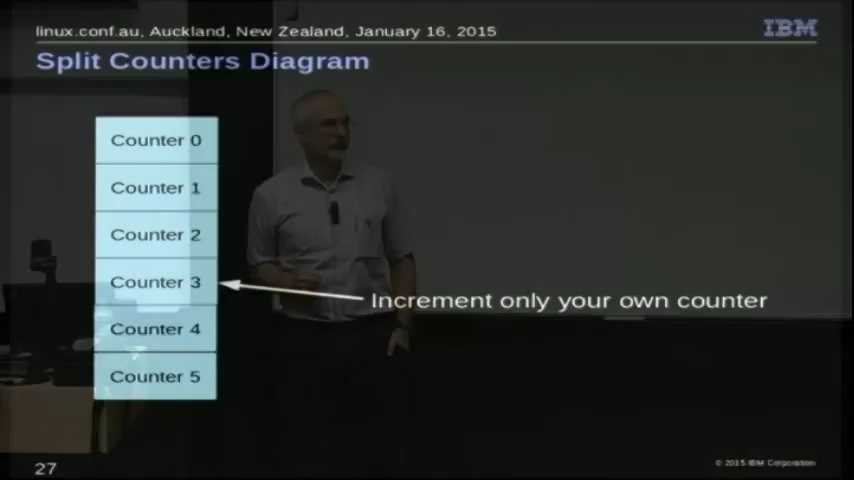 linux.conf.au, Auckland, New Zealand, January 16, 2015
IBM
Split Counters Diagram
Counter 0
Counter 1
Counter 2
Counter 3
Increment only your own counter
Counter 4
Counter 5
27
© 2015 IBM Corporation